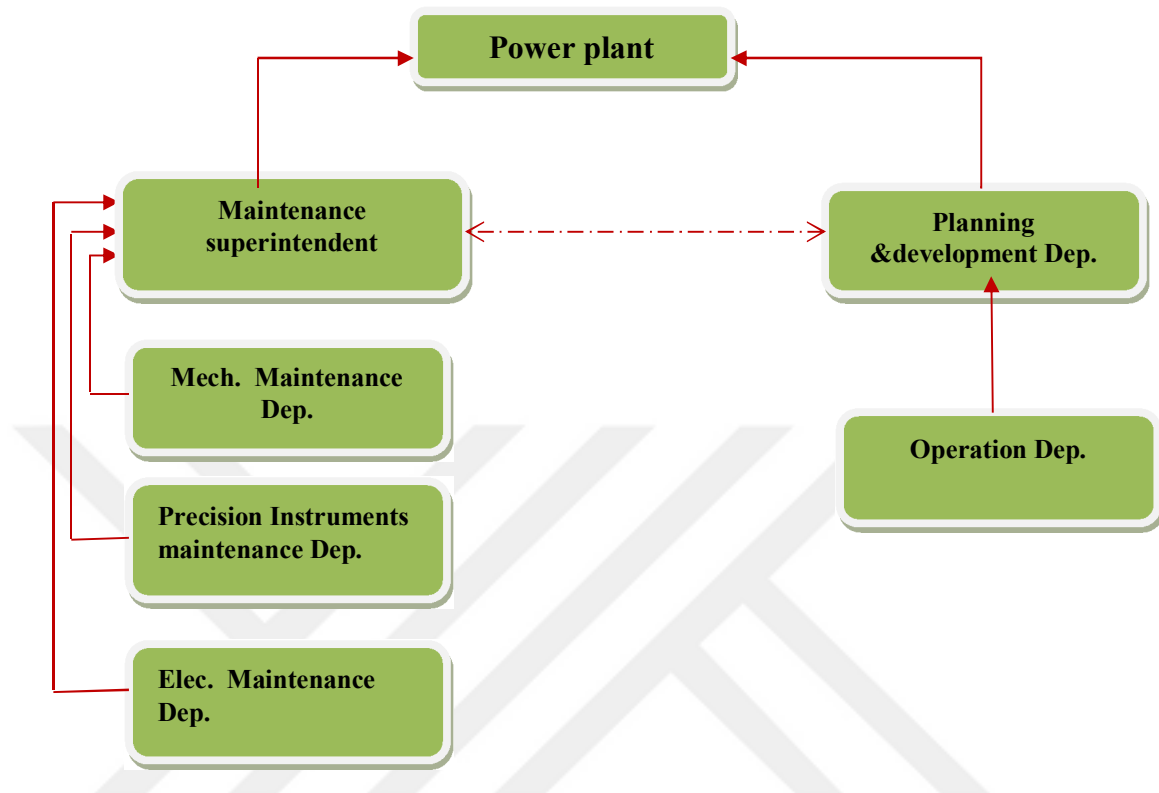 Power plant
Maintenance
superintendent
Planning
&development Dep.
Mech. Maintenance
Dep.
Operation Dep.
Precision Instruments
maintenance Dep.
Elec. Maintenance
Dep.